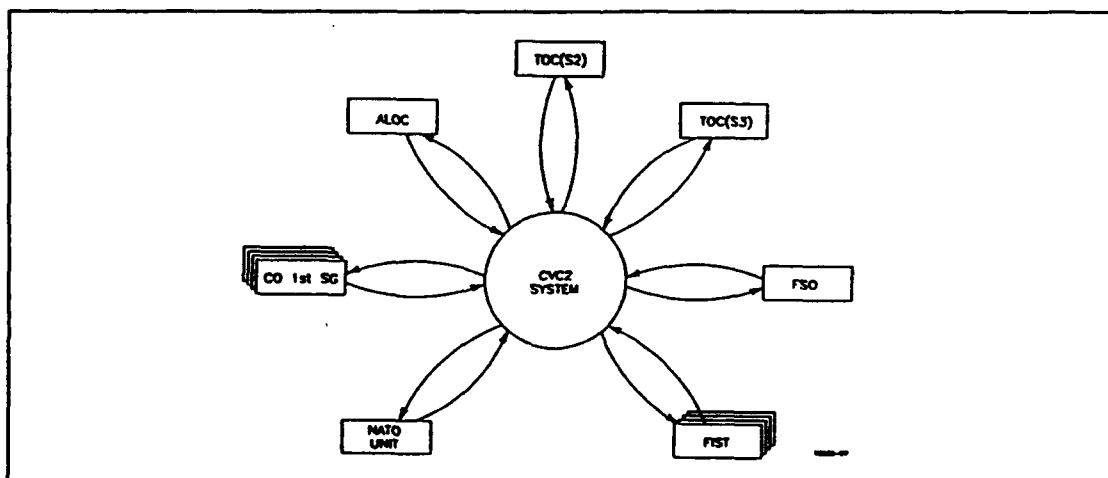 TOC(S2)
ALOC
TOC(S3)
CVC2
SYSTEM
CO 1st SG
FSO
NATO
UNIT
FIST